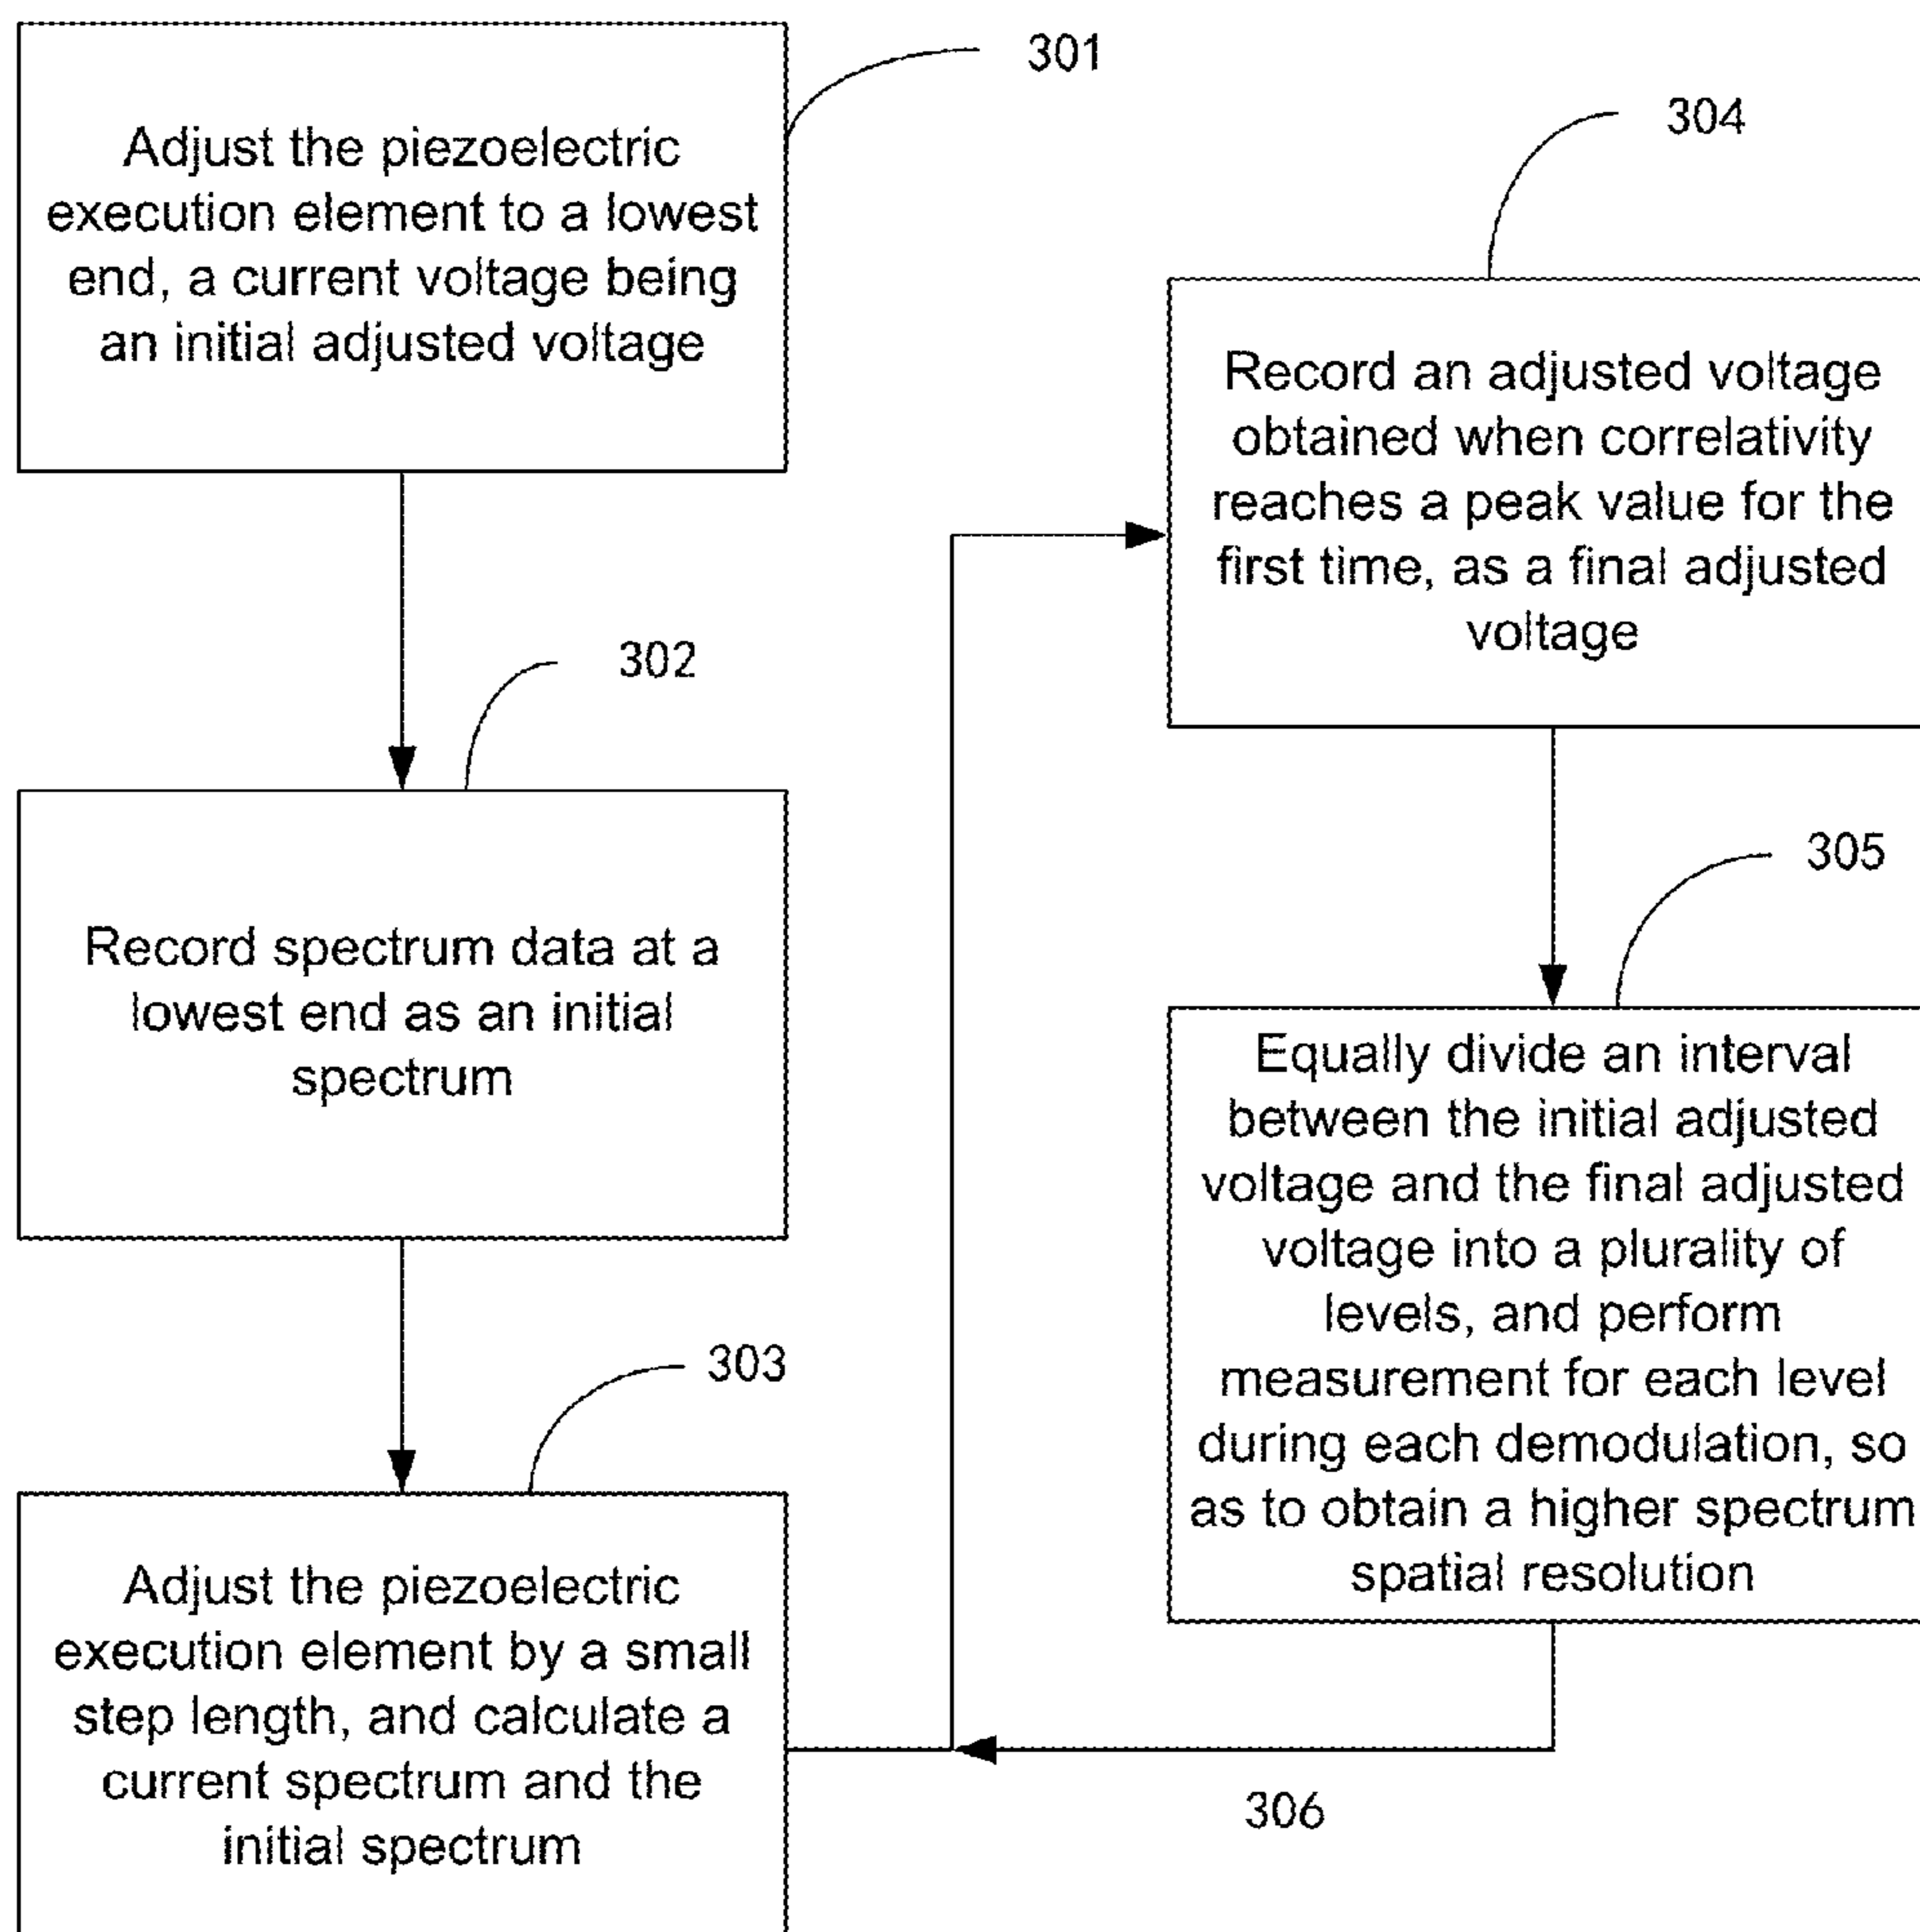 301
Adjust the piezoelectric
execution element to a lowest
end, a current voltage being
an initial adjusted voltage
302
Record spectrum data at a
lowest end as an initial
spectrum
303
Adjust the piezoelectric
execution element by a small
step length, and calculate a
current spectrum and the
initial spectrum
304
Record an adjusted voltage
obtained when correlativity
reaches a peak value for the
first time, as a final adjusted
voltage
305
Equally divide an interval
between the initial adjusted
voltage and the final adjusted
voltage into a plurality of
levels, and perform
measurement for each level
during each demodulation, so
as to obtain a higher spectrum
spatial resolution
306